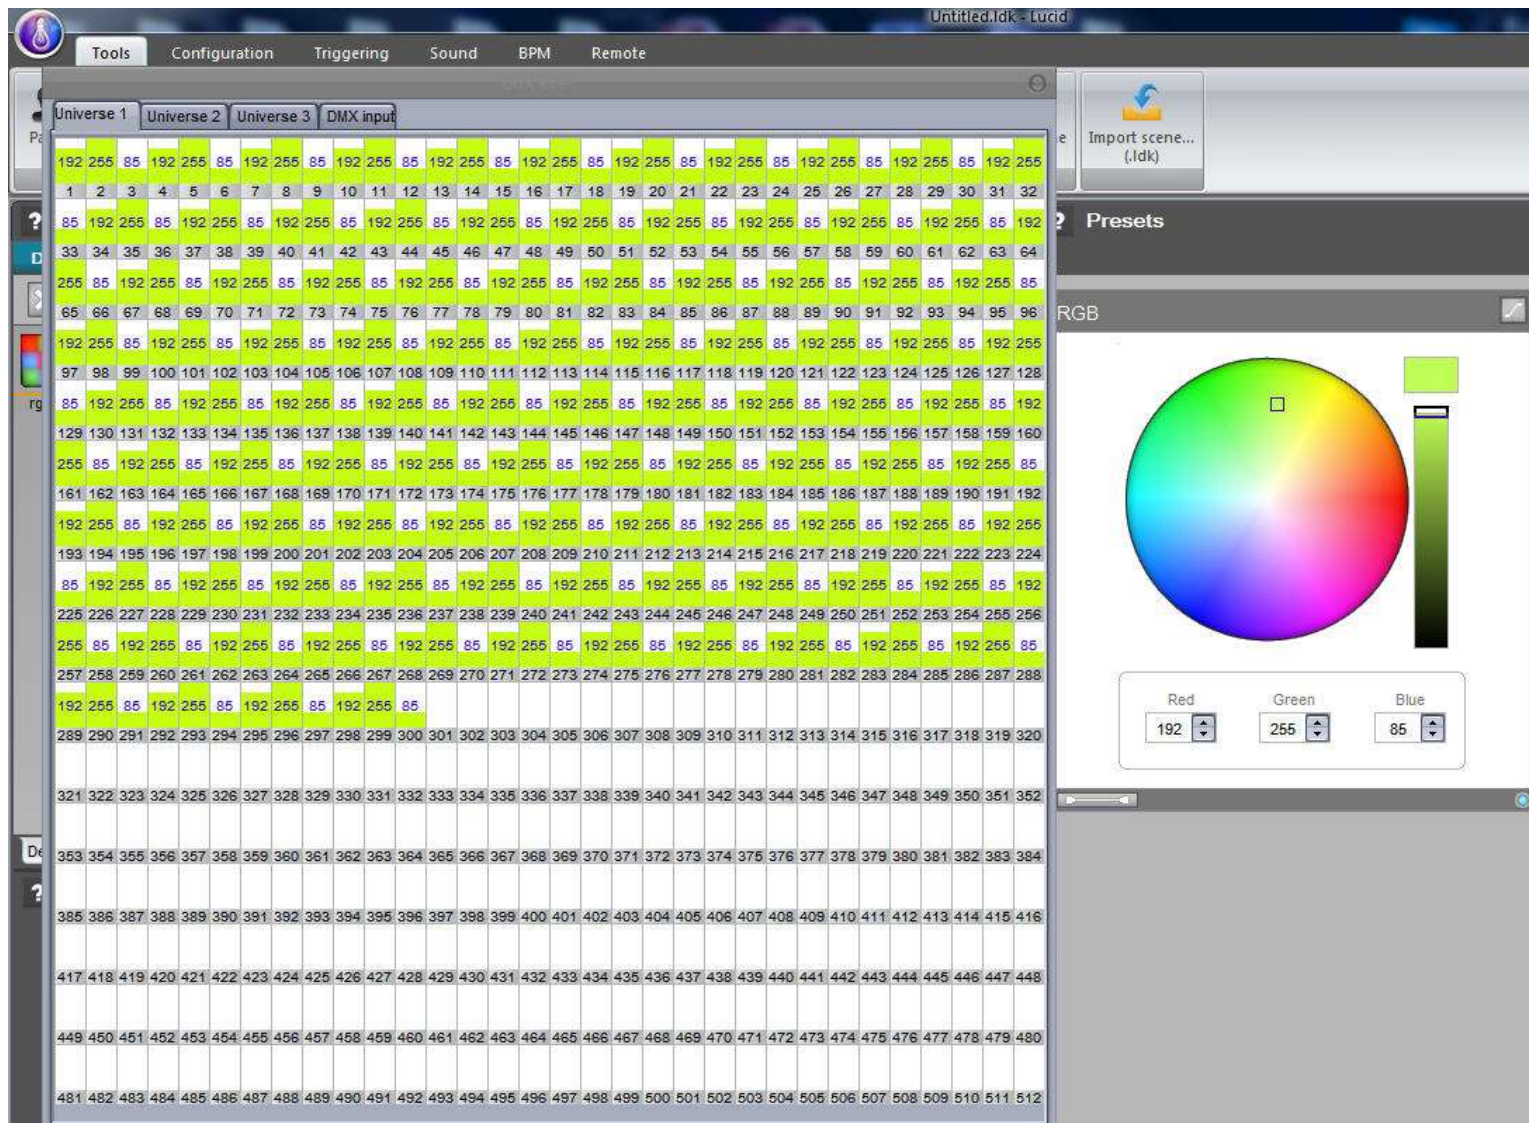 Untitled.ldk - Lucid
Tools Configuration Triggering Sound BPM Remote
Universe 1 Universe 2 Universe 3 DMX input
Import scene...
(.ldk)
192 255 85 192 255 85 192 255 85 192 255 85 192 255 85 192 255 85 192 255 85 192 255 85 192 255 85 192 255 85 192 255
1 2 3 4 5 6 7 8 9 10 11 12 13 14 15 16 17 18 19 20 21 22 23 24 25 26 27 28 29 30 31 32
85 192 255 85 192 255 85 192 255 85 192 255 85 192 255 85 192 255 85 192 255 85 192 255 85 192 255 85 192 255 85 192
33 34 35 36 37 38 39 40 41 42 43 44 45 46 47 48 49 50 51 52 53 54 55 56 57 58 59 60 61 62 63 64
255 85 192 255 85 192 255 85 192 255 85 192 255 85 192 255 85 192 255 85 192 255 85 192 255 85 192 255 85 192 255 85
65 66 67 68 69 70 71 72 73 74 75 76 77 78 79 80 81 82 83 84 85 86 87 88 89 90 91 92 93 94 95 96
192 255 85 192 255 85 192 255 85 192 255 85 192 255 85 192 255 85 192 255 85 192 255 85 192 255 85 192 255 85 192 255
97 98 99 100 101 102 103 104 105 106 107 108 109 110 111 112 113 114 115 116 117 118 119 120 121 122 123 124 125 126 127 128
85 192 255 85 192 255 85 192 255 85 192 255 85 192 255 85 192 255 85 192 255 85 192 255 85 192 255 85 192 255 85 192
129 130 131 132 133 134 135 136 137 138 139 140 141 142 143 144 145 146 147 148 149 150 151 152 153 154 155 156 157 158 159 160
255 85 192 255 85 192 255 85 192 255 85 192 255 85 192 255 85 192 255 85 192 255 85 192 255 85 192 255 85 192 255 85
161 162 163 164 165 166 167 168 169 170 171 172 173 174 175 176 177 178 179 180 181 182 183 184 185 186 187 188 189 190 191 192
192 255 85 192 255 85 192 255 85 192 255 85 192 255 85 192 255 85 192 255 85 192 255 85 192 255 85 192 255 85 192 255
193 194 195 196 197 198 199 200 201 202 203 204 205 206 207 208 209 210 211 212 213 214 215 216 217 218 219 220 221 222 223 224
85 192 255 85 192 255 85 192 255 85 192 255 85 192 255 85 192 255 85 192 255 85 192 255 85 192 255 85 192 255 85 192
225 226 227 228 229 230 231 232 233 234 235 236 237 238 239 240 241 242 243 244 245 246 247 248 249 250 251 252 253 254 255 256
255 85 192 255 85 192 255 85 192 255 85 192 255 85 192 255 85 192 255 85 192 255 85 192 255 85 192 255 85 192 255 85
257 258 259 260 261 262 263 264 265 266 267 268 269 270 271 272 273 274 275 276 277 278 279 280 281 282 283 284 285 286 287 288
192 255 85 192 255 85 192 255 85 192 255 85
289 290 291 292 293 294 295 296 297 298 299 300 301 302 303 304 305 306 307 308 309 310 311 312 313 314 315 316 317 318 319 320
321 322 323 324 325 326 327 328 329 330 331 332 333 334 335 336 337 338 339 340 341 342 343 344 345 346 347 348 349 350 351 352
353 354 355 356 357 358 359 360 361 362 363 364 365 366 367 368 369 370 371 372 373 374 375 376 377 378 379 380 381 382 383 384
385 386 387 388 389 390 391 392 393 394 395 396 397 398 399 400 401 402 403 404 405 406 407 408 409 410 411 412 413 414 415 416
417 418 419 420 421 422 423 424 425 426 427 428 429 430 431 432 433 434 435 436 437 438 439 440 441 442 443 444 445 446 447 448
449 450 451 452 453 454 455 456 457 458 459 460 461 462 463 464 465 466 467 468 469 470 471 472 473 474 475 476 477 478 479 480
481 482 483 484 485 486 487 488 489 490 491 492 493 494 495 496 497 498 499 500 501 502 503 504 505 506 507 508 509 510 511 512
Presets
RGB
Red Green Blue
192 255 85